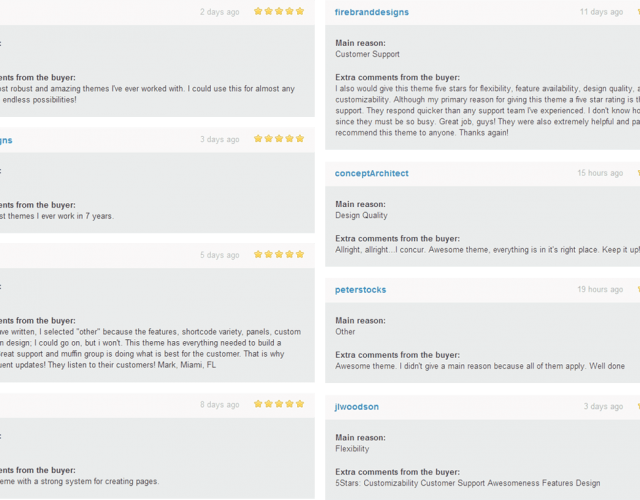 2 days ago
:
ents from the buyer:
st robust and amazing themes I've ever worked with. I could use this for almost any
endless possibilities!
gns
3 days ago
:
ents from the buyer:
st themes I ever work in 7 years.
5 days ago
:
ents from the buyer:
ve written, I selected "other" because the features, shortcode variety, panels, custom
n design; I could go on, but i won't. This theme has everything needed to build a
reat support and muffin group is doing what is best for the customer. That is why
uent updates! They listen to their customers! Mark, Miami, FL
8 days ago
:
ents from the buyer:
eme with a strong system for creating pages.
firebranddesigns
11 days ago
Main reason:
Customer Support
Extra comments from the buyer:
I also would give this theme five stars for flexibility, feature availability, design quality, a
customizability. Although my primary reason for giving this theme a five star rating is th
support. They respond quicker than any support team I've experienced. I don't know ho
since they must be so busy. Great job, guys! They were also extremely helpful and pa
recommend this theme to anyone. Thanks again!
conceptArchitect
15 hours ago
Main reason:
Design Quality
Extra comments from the buyer:
Allright, allright...I concur. Awesome theme, everything is in it's right place. Keep it up!
peterstocks
19 hours ago
Main reason:
Other
Extra comments from the buyer:
Awesome theme. I didn't give a main reason because all of them apply. Well done
jlwoodson
3 days ago
Main reason:
Flexibility
Extra comments from the buyer:
5Stars: Customizability Customer Support Awesomeness Features Design